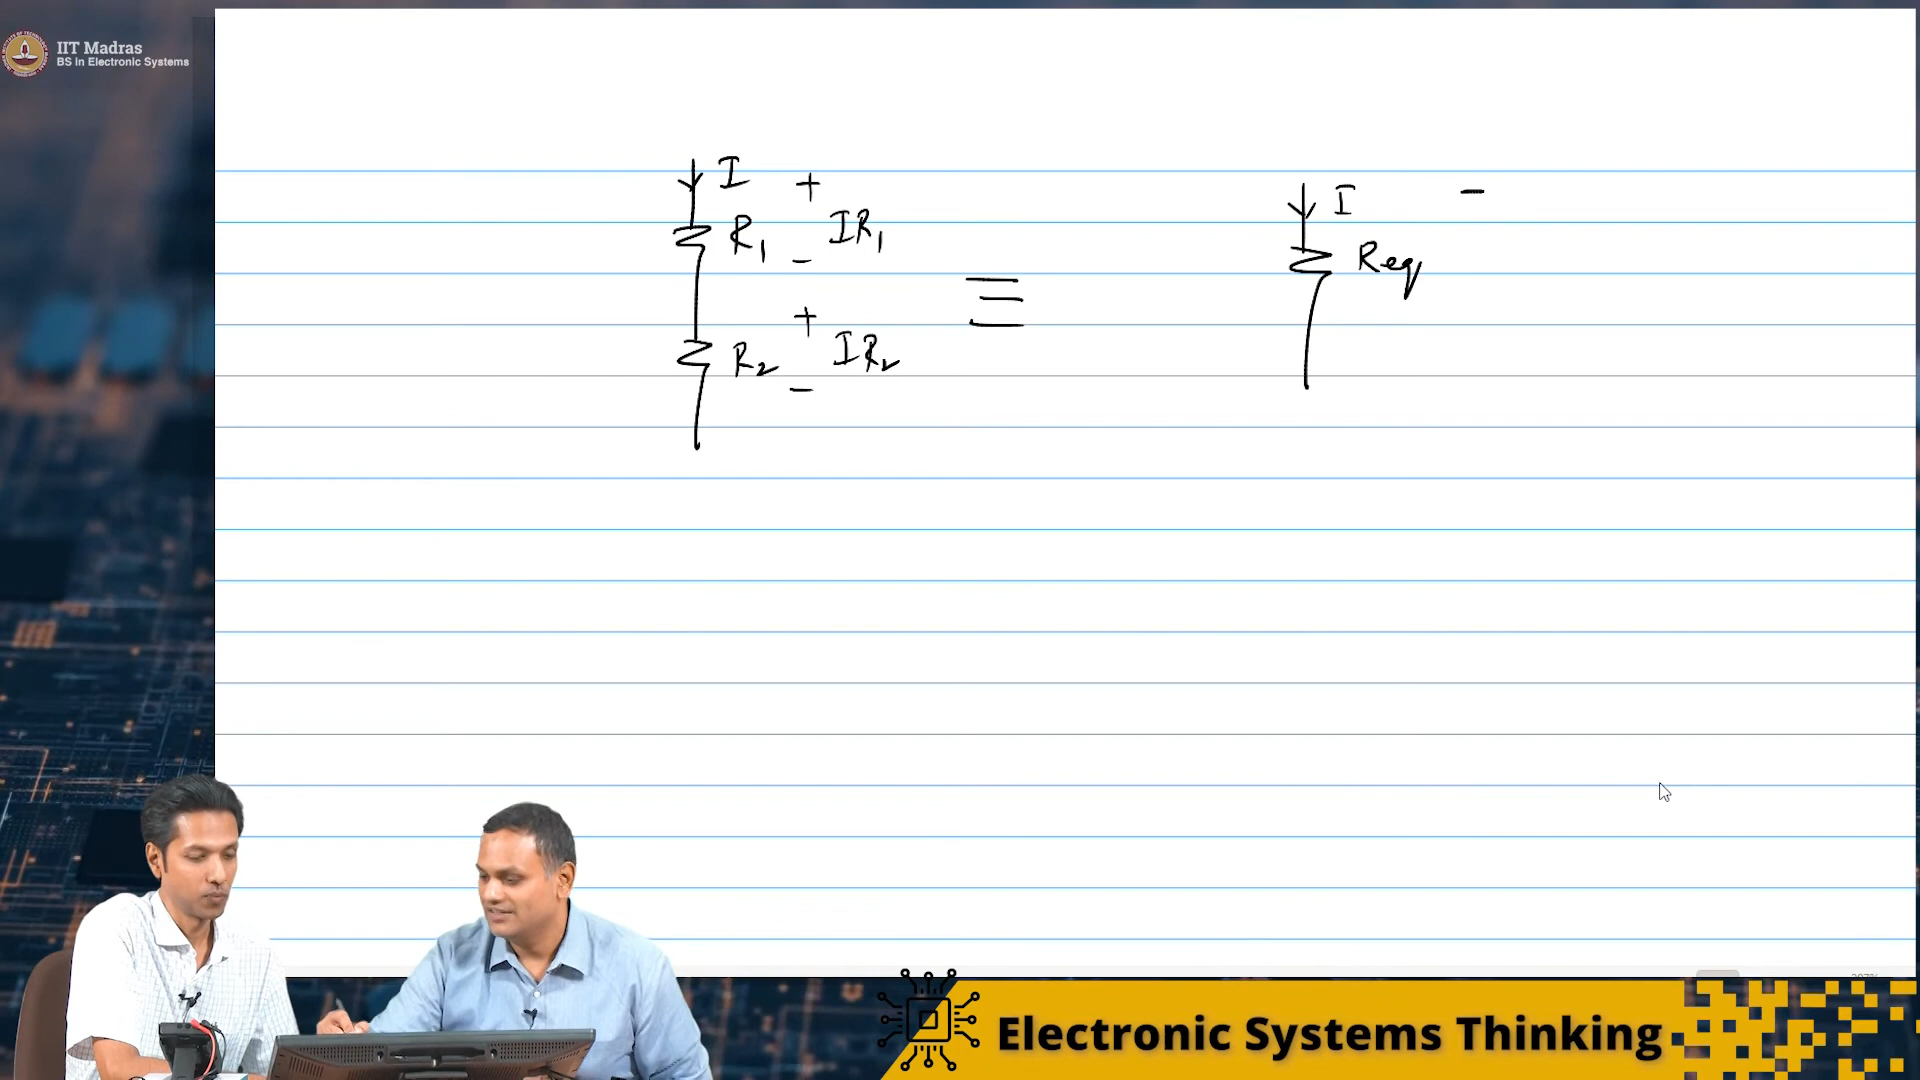 IIT Madras
BS in Electronic Systems
I +
R1 IR1
-
≡
+
R2 IR2
-
I -
Req
Electronic Systems Thinking